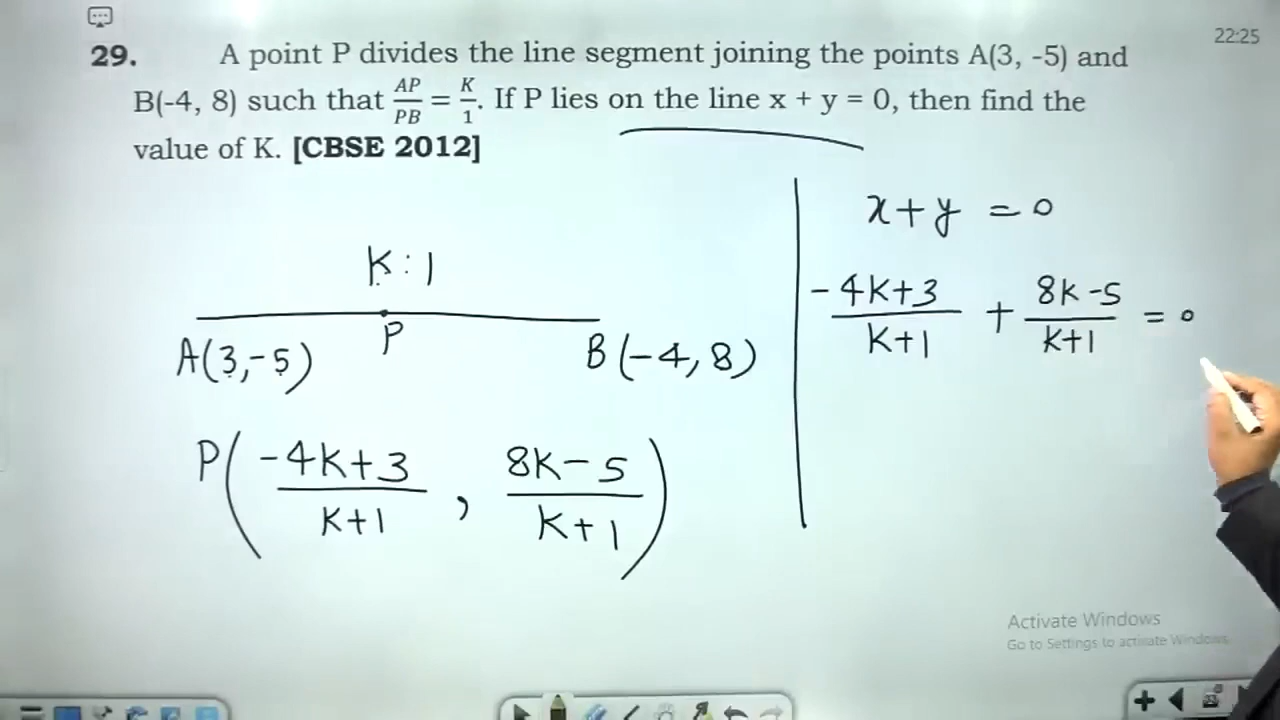 22:25
29. A point P divides the line segment joining the points A(3, -5) and
B(-4, 8) such that AP/PB = K/1. If P lies on the line x + y = 0, then find the
value of K. [CBSE 2012]
K : 1
A(3,-5) P B(-4,8)
P(-4K+3/K+1, 8K-5/K+1)
x+y = 0
-4K+3/K+1 + 8K-5/K+1 = 0
Activate Windows
Go to Settings to activate Windows.